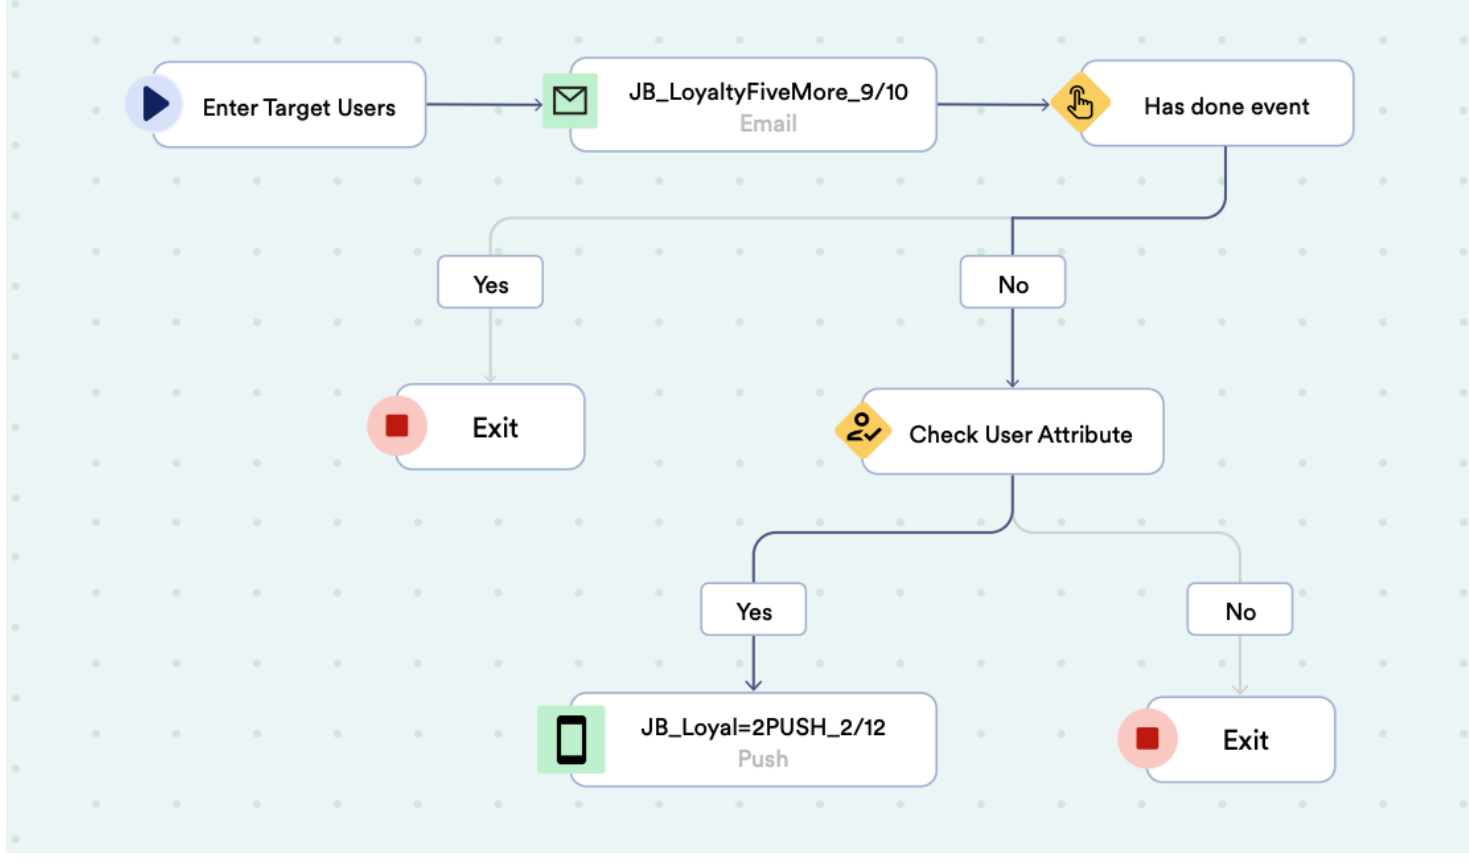 Enter Target Users
JB_LoyaltyFiveMore_9/10
Email
Has done event
Yes
No
Exit
Check User Attribute
Yes
No
JB_Loyal=2PUSH_2/12
Push
Exit